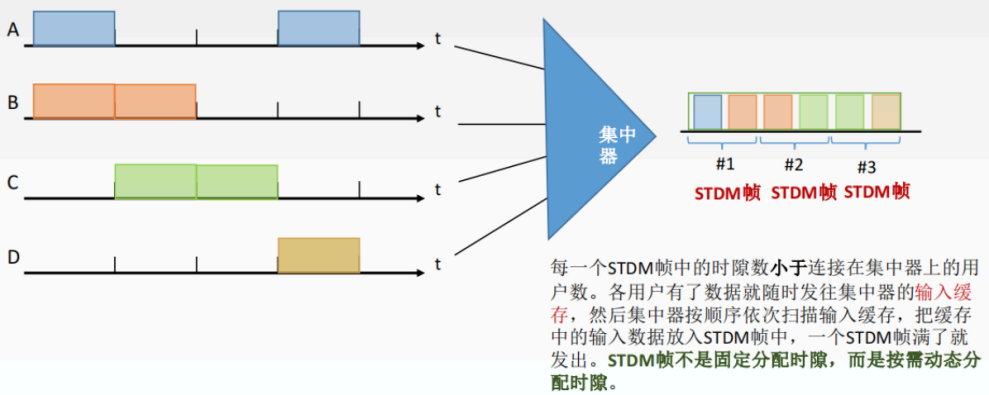 A
t
B
t
C
t
D
t
集中
器
#1
#2
#3
STDM帧
STDM帧
STDM帧
每一个STDM帧中的时隙数小于连接在集中器上的用
户数。各用户有了数据就随时发往集中器的输入缓
存，然后集中器按顺序依次扫描输入缓存，把缓存
中的输入数据放入STDM帧中，一个STDM帧满了就
发出。STDM帧不是固定分配时隙，而是按需动态分
配时隙。